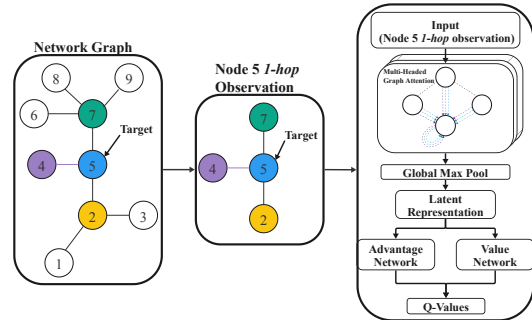 Network Graph
8
9
6
7
Target
4
5
2
3
1
Node 5 1-hop
Observation
7
Target
4
5
2
Input
(Node 5 1-hop observation)
Multi-Headed
Graph Attention
Global Max Pool
Latent
Representation
Advantage
Network
Value
Network
Q-Values